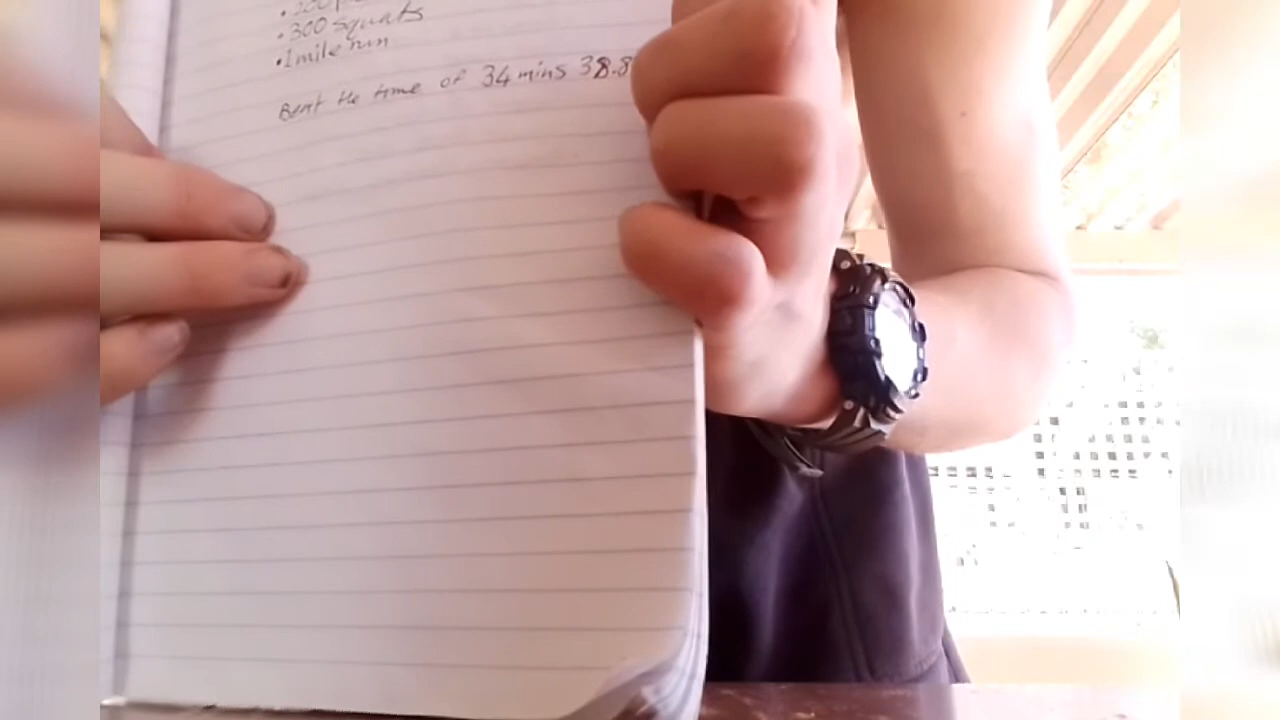 • 300 squats
• 1 mile run
Beat the time of 34 mins 38.8